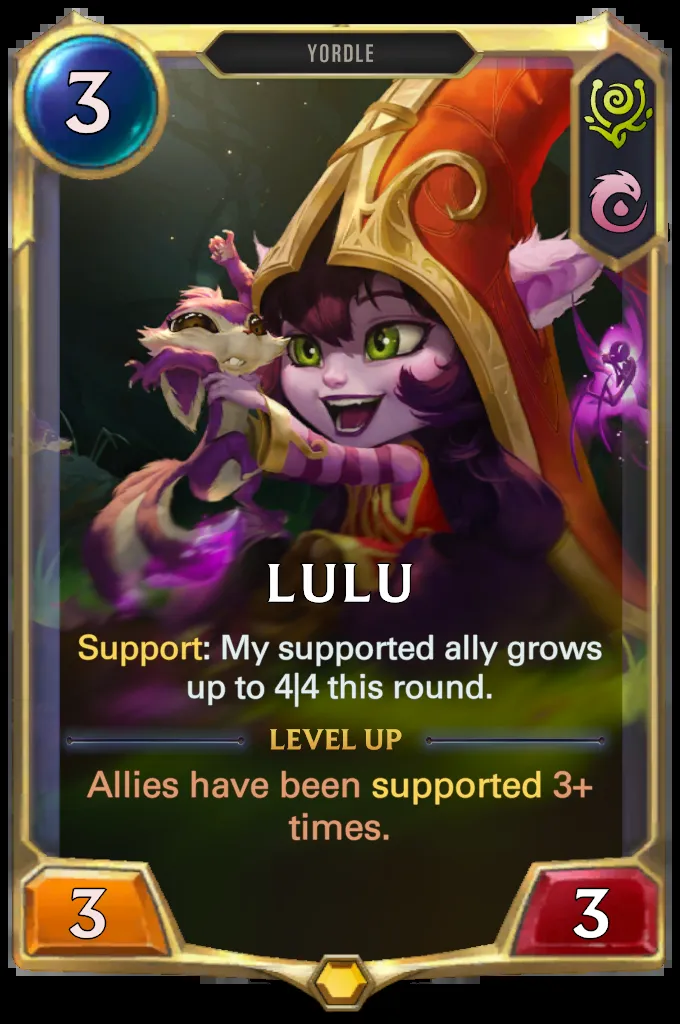 3
YORDLE
LULU
Support: My supported ally grows
up to 4|4 this round.
LEVEL UP
Allies have been supported 3+
times.
3
3